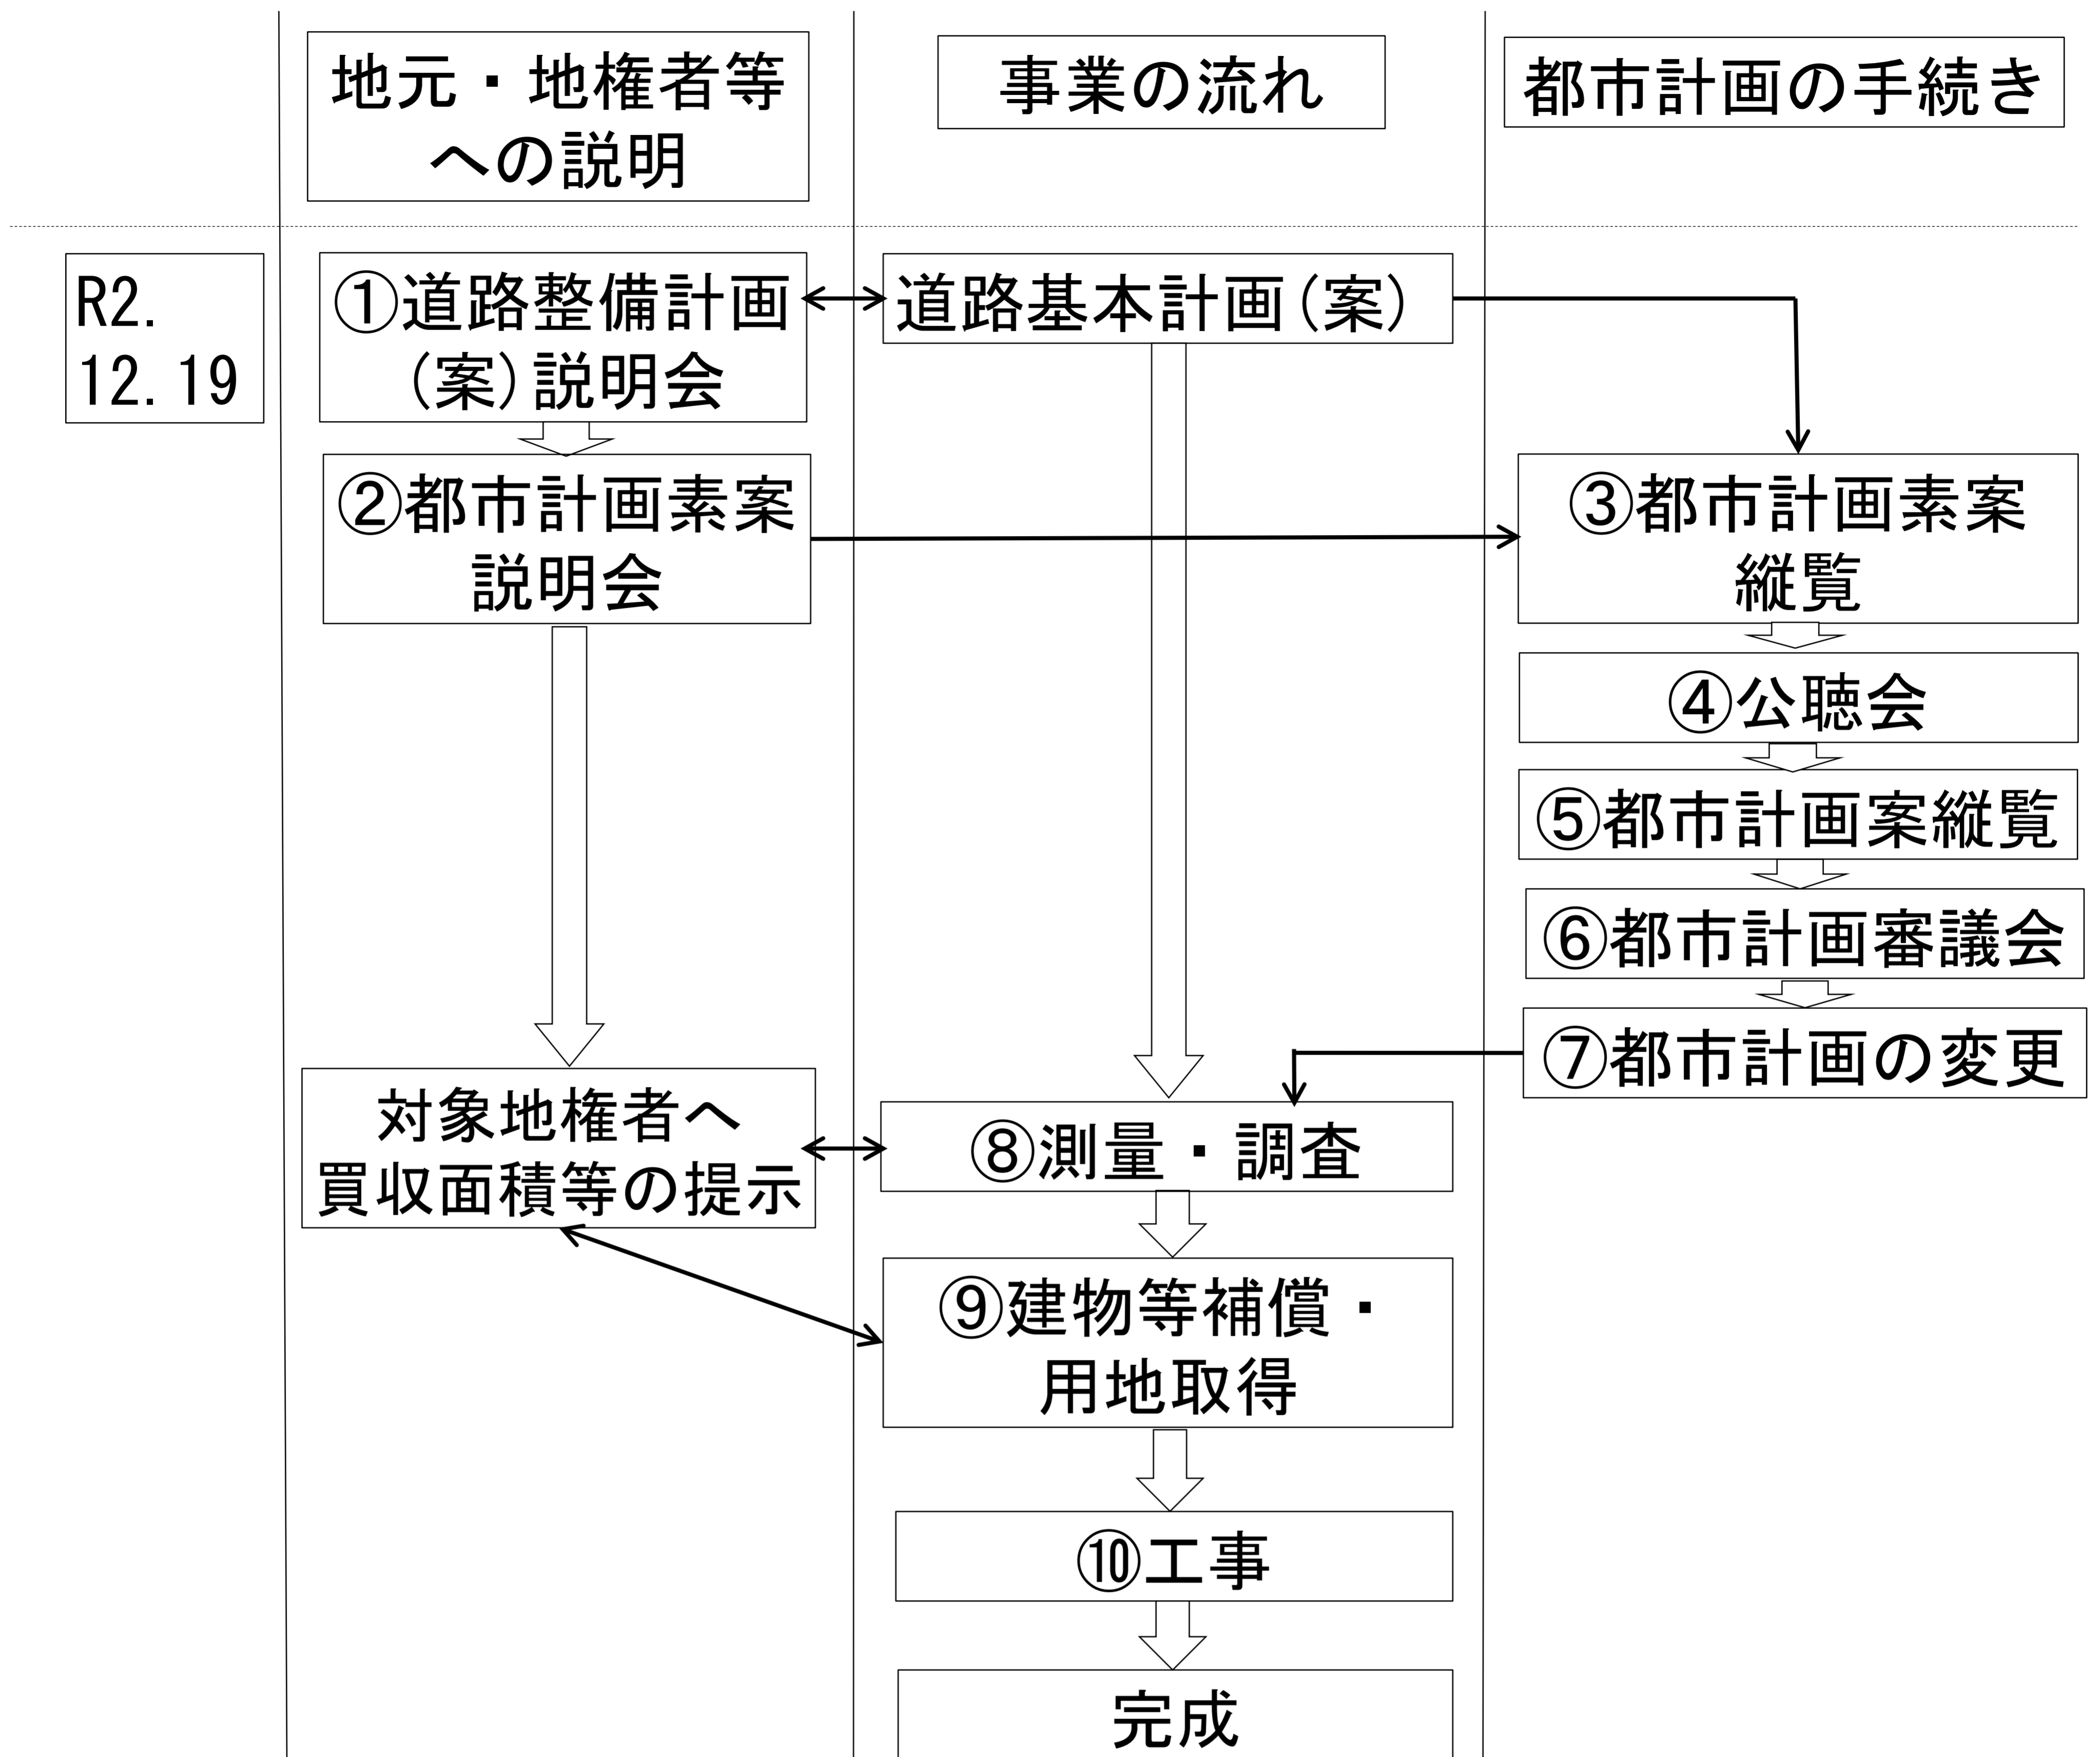 地元・地権者等
への説明
事業の流れ
都市計画の手続き
R2.
12.19
①道路整備計画
(案)説明会
道路基本計画(案)
②都市計画素案
説明会
③都市計画素案
縦覧
④公聴会
⑤都市計画案縦覧
⑥都市計画審議会
⑦都市計画の変更
対象地権者へ
買収面積等の提示
⑧測量・調査
⑨建物等補償・
用地取得
⑩工事
完成